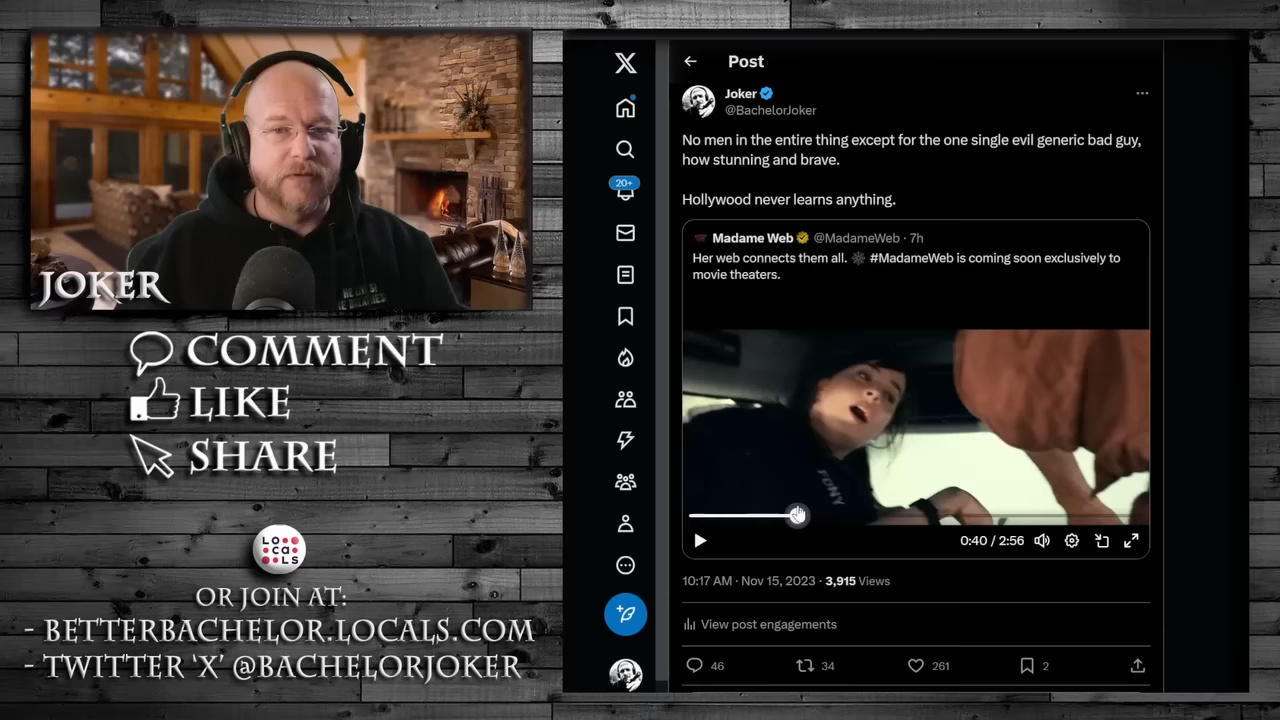 JOKER
COMMENT
LIKE
SHARE
LOCALS
OR JOIN AT:
- BETTERBACHELOR.LOCALS.COM
- TWITTER 'X' @BACHELORJOKER
20+
Post
Joker
@BachelorJoker
No men in the entire thing except for the one single evil generic bad guy,
how stunning and brave.
Hollywood never learns anything.
Madame Web @MadameWeb · 7h
Her web connects them all. 🕷 #MadameWeb is coming soon exclusively to
movie theaters.
FDNY
0:40 / 2:56
10:17 AM · Nov 15, 2023 · 3,915 Views
View post engagements
46 34 261 2